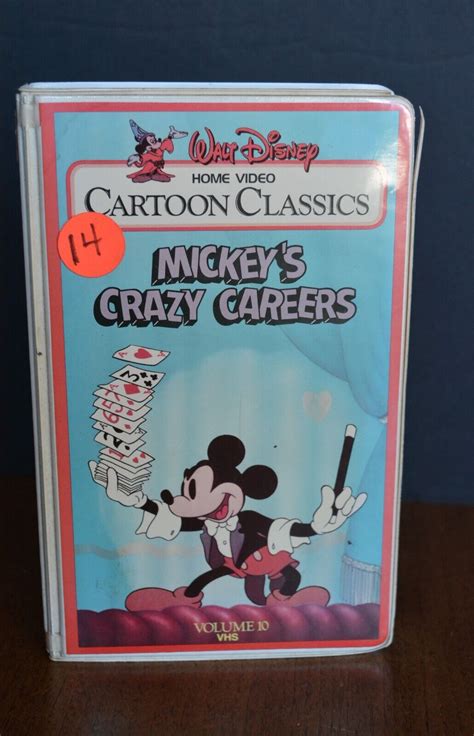 WALT DISNEY
HOME VIDEO
CARTOON CLASSICS
14
MICKEY'S
CRAZY CAREERS
VOLUME 10
VHS